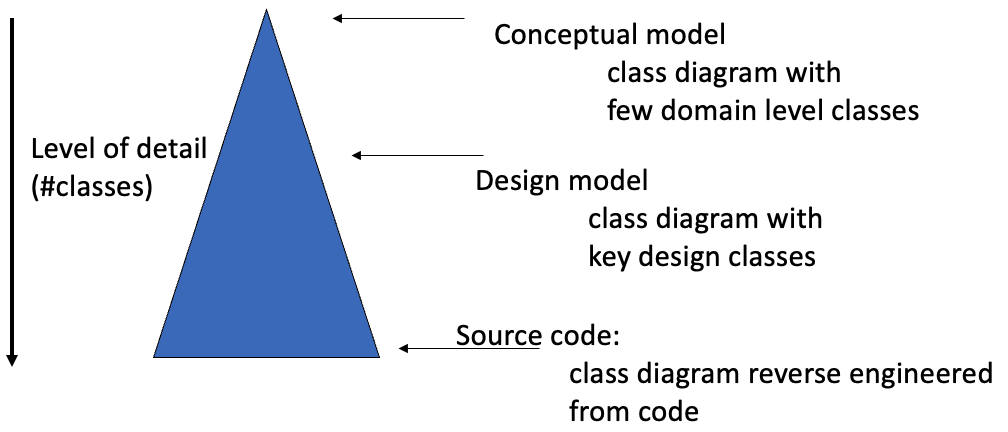 Conceptual model
class diagram with
few domain level classes
Level of detail
(#classes)
Design model
class diagram with
key design classes
Source code:
class diagram reverse engineered
from code